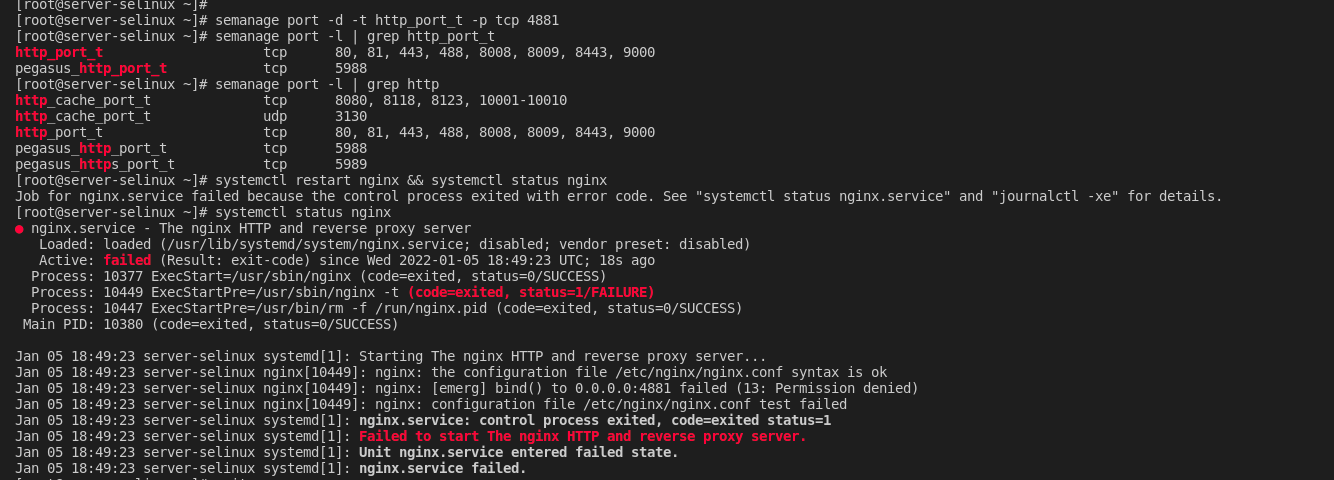 [root@server-selinux ~]#
[root@server-selinux ~]# semanage port -d -t http_port_t -p tcp 4881
[root@server-selinux ~]# semanage port -l | grep http_port_t
http_port_t                    tcp      80, 81, 443, 488, 8008, 8009, 8443, 9000
pegasus_http_port_t            tcp      5988
[root@server-selinux ~]# semanage port -l | grep http
http_cache_port_t              tcp      8080, 8118, 8123, 10001-10010
http_cache_port_t              udp      3130
http_port_t                    tcp      80, 81, 443, 488, 8008, 8009, 8443, 9000
pegasus_http_port_t            tcp      5988
pegasus_https_port_t           tcp      5989
[root@server-selinux ~]# systemctl restart nginx && systemctl status nginx
Job for nginx.service failed because the control process exited with error code. See "systemctl status nginx.service" and "journalctl -xe" for details.
[root@server-selinux ~]# systemctl status nginx
● nginx.service - The nginx HTTP and reverse proxy server
   Loaded: loaded (/usr/lib/systemd/system/nginx.service; disabled; vendor preset: disabled)
   Active: failed (Result: exit-code) since Wed 2022-01-05 18:49:23 UTC; 18s ago
  Process: 10377 ExecStart=/usr/sbin/nginx (code=exited, status=0/SUCCESS)
  Process: 10449 ExecStartPre=/usr/sbin/nginx -t (code=exited, status=1/FAILURE)
  Process: 10447 ExecStartPre=/usr/bin/rm -f /run/nginx.pid (code=exited, status=0/SUCCESS)
 Main PID: 10380 (code=exited, status=0/SUCCESS)

Jan 05 18:49:23 server-selinux systemd[1]: Starting The nginx HTTP and reverse proxy server...
Jan 05 18:49:23 server-selinux nginx[10449]: nginx: the configuration file /etc/nginx/nginx.conf syntax is ok
Jan 05 18:49:23 server-selinux nginx[10449]: nginx: [emerg] bind() to 0.0.0.0:4881 failed (13: Permission denied)
Jan 05 18:49:23 server-selinux nginx[10449]: nginx: configuration file /etc/nginx/nginx.conf test failed
Jan 05 18:49:23 server-selinux systemd[1]: nginx.service: control process exited, code=exited status=1
Jan 05 18:49:23 server-selinux systemd[1]: Failed to start The nginx HTTP and reverse proxy server.
Jan 05 18:49:23 server-selinux systemd[1]: Unit nginx.service entered failed state.
Jan 05 18:49:23 server-selinux systemd[1]: nginx.service failed.